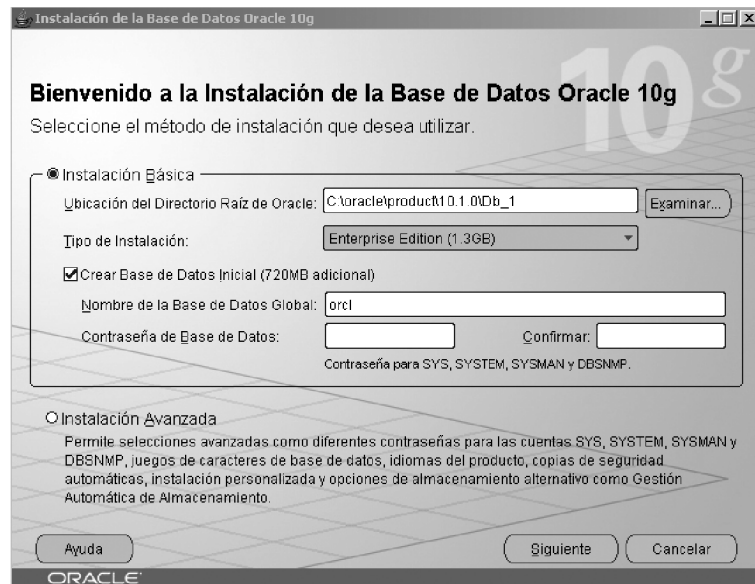 Instalación de la Base de Datos Oracle 10g
10g
Bienvenido a la Instalación de la Base de Datos Oracle 10g
Seleccione el método de instalación que desea utilizar.
Instalación Básica
Ubicación del Directorio Raíz de Oracle: C:\oracle\product\10.1.0\Db_1 Examinar...
Tipo de Instalación: Enterprise Edition (1.3GB)
Crear Base de Datos Inicial (720MB adicional)
Nombre de la Base de Datos Global: orcl
Contraseña de Base de Datos: Confirmar:
Contraseña para SYS, SYSTEM, SYSMAN y DBSNMP.
Instalación Avanzada
Permite selecciones avanzadas como diferentes contraseñas para las cuentas SYS, SYSTEM, SYSMAN y
DBSNMP, juegos de caracteres de base de datos, idiomas del producto, copias de seguridad
automáticas, instalación personalizada y opciones de almacenamiento alternativo como Gestión
Automática de Almacenamiento.
Ayuda Siguiente Cancelar
ORACLE